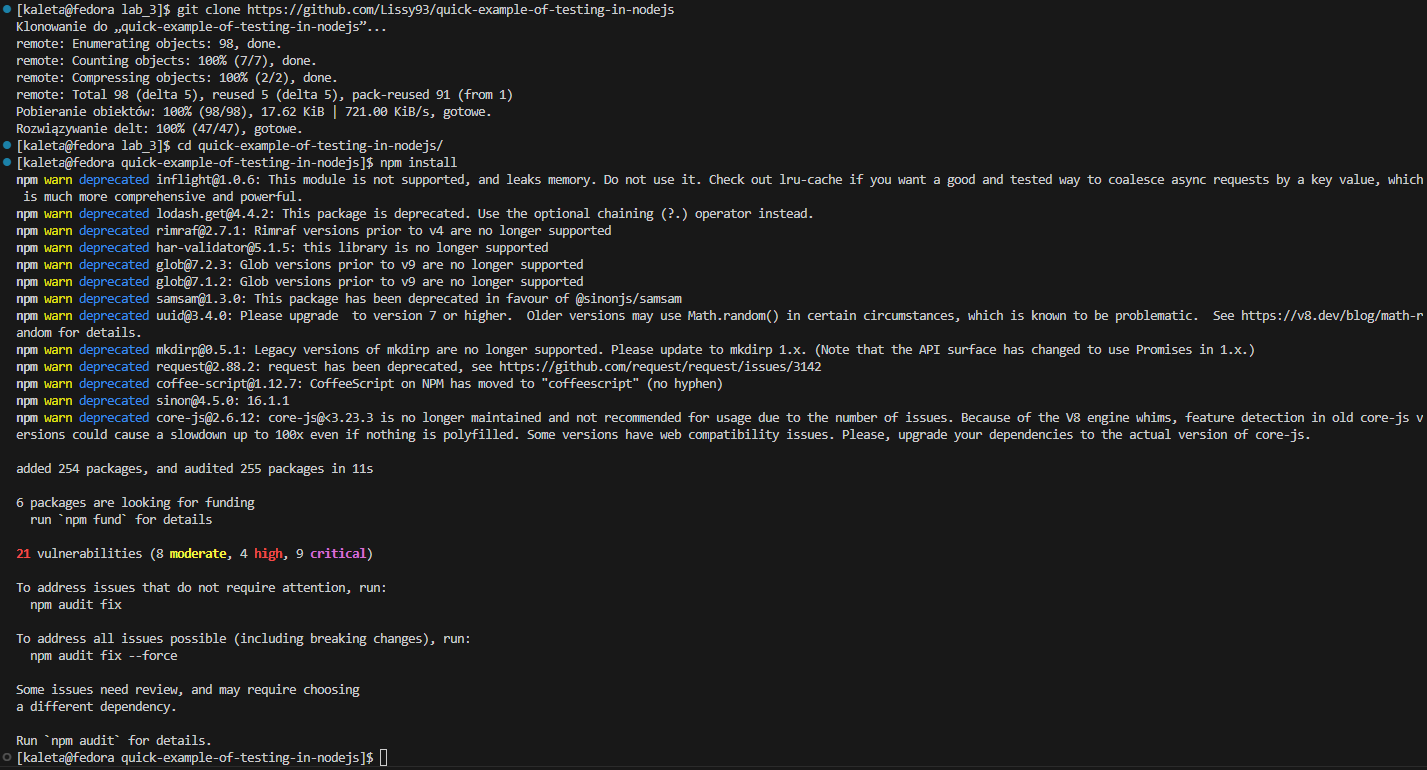 [kaleta@fedora lab_3]$ git clone https://github.com/Lissy93/quick-example-of-testing-in-nodejs
Klonowanie do „quick-example-of-testing-in-nodejs”...
remote: Enumerating objects: 98, done.
remote: Counting objects: 100% (7/7), done.
remote: Compressing objects: 100% (2/2), done.
remote: Total 98 (delta 5), reused 5 (delta 5), pack-reused 91 (from 1)
Pobieranie obiektów: 100% (98/98), 17.62 KiB | 721.00 KiB/s, gotowe.
Rozwiązywanie delt: 100% (47/47), gotowe.
[kaleta@fedora lab_3]$ cd quick-example-of-testing-in-nodejs/
[kaleta@fedora quick-example-of-testing-in-nodejs]$ npm install
npm warn deprecated inflight@1.0.6: This module is not supported, and leaks memory. Do not use it. Check out lru-cache if you want a good and tested way to coalesce async requests by a key value, which
is much more comprehensive and powerful.
npm warn deprecated lodash.get@4.4.2: This package is deprecated. Use the optional chaining (?.) operator instead.
npm warn deprecated rimraf@2.7.1: Rimraf versions prior to v4 are no longer supported
npm warn deprecated har-validator@5.1.5: this library is no longer supported
npm warn deprecated glob@7.2.3: Glob versions prior to v9 are no longer supported
npm warn deprecated glob@7.1.2: Glob versions prior to v9 are no longer supported
npm warn deprecated samsam@1.3.0: This package has been deprecated in favour of @sinonjs/samsam
npm warn deprecated uuid@3.4.0: Please upgrade  to version 7 or higher.  Older versions may use Math.random() in certain circumstances, which is known to be problematic.  See https://v8.dev/blog/math-r
andom for details.
npm warn deprecated mkdirp@0.5.1: Legacy versions of mkdirp are no longer supported. Please update to mkdirp 1.x. (Note that the API surface has changed to use Promises in 1.x.)
npm warn deprecated request@2.88.2: request has been deprecated, see https://github.com/request/request/issues/3142
npm warn deprecated coffee-script@1.12.7: CoffeeScript on NPM has moved to "coffeescript" (no hyphen)
npm warn deprecated sinon@4.5.0: 16.1.1
npm warn deprecated core-js@2.6.12: core-js@<3.23.3 is no longer maintained and not recommended for usage due to the number of issues. Because of the V8 engine whims, feature detection in old core-js v
ersions could cause a slowdown up to 100x even if nothing is polyfilled. Some versions have web compatibility issues. Please, upgrade your dependencies to the actual version of core-js.
added 254 packages, and audited 255 packages in 11s
6 packages are looking for funding
run `npm fund` for details
21 vulnerabilities (8 moderate, 4 high, 9 critical)
To address issues that do not require attention, run:
npm audit fix
To address all issues possible (including breaking changes), run:
npm audit fix --force
Some issues need review, and may require choosing
a different dependency.
Run `npm audit` for details.
[kaleta@fedora quick-example-of-testing-in-nodejs]$